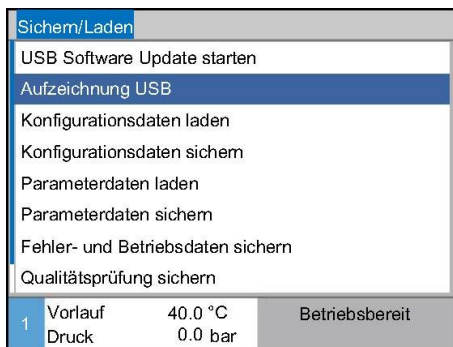 Sichern/Laden
USB Software Update starten
Aufzeichnung USB
Konfigurationsdaten laden
Konfigurationsdaten sichern
Parameterdaten laden
Parameterdaten sichern
Fehler- und Betriebsdaten sichern
Qualitätsprüfung sichern
1 Vorlauf 40.0 °C Betriebsbereit
Druck 0.0 bar